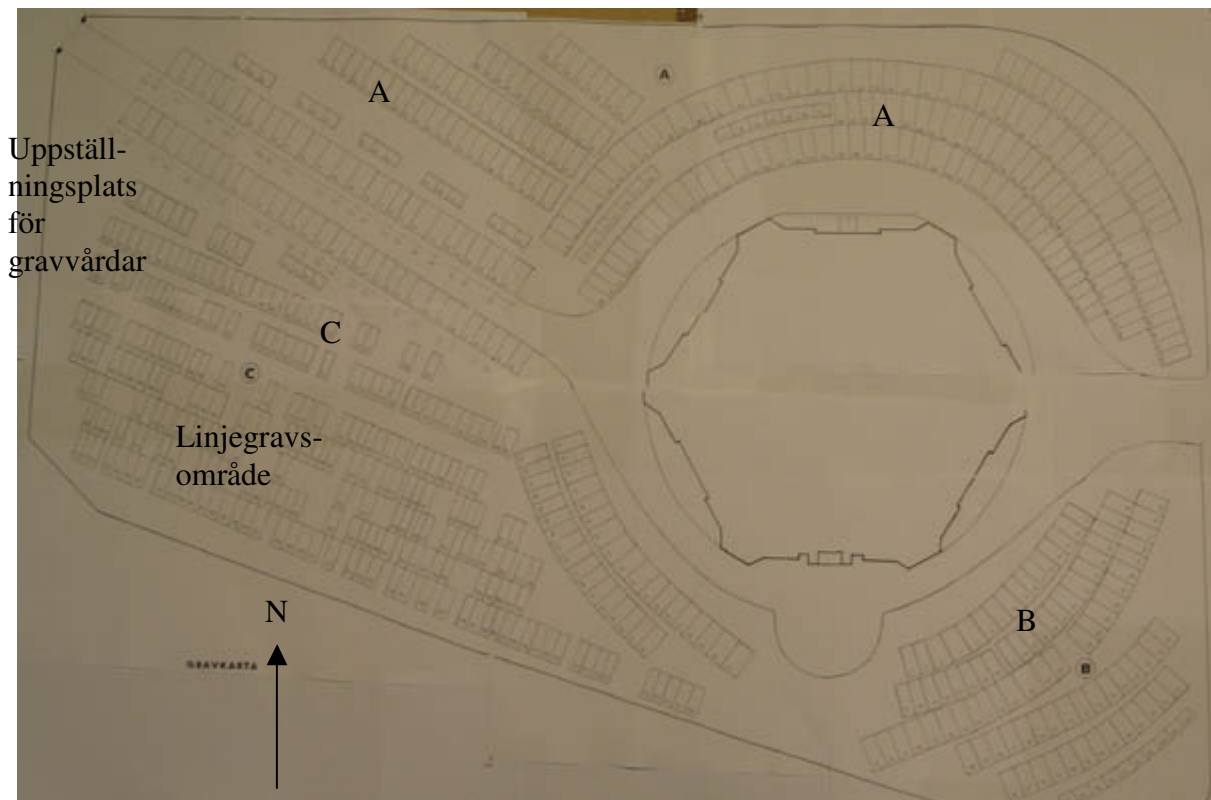 A
A
A
Uppställ-
ningsplats
för
gravvårdar
C
C
Linjegravs-
område
N
B
B
GRAVKARTA